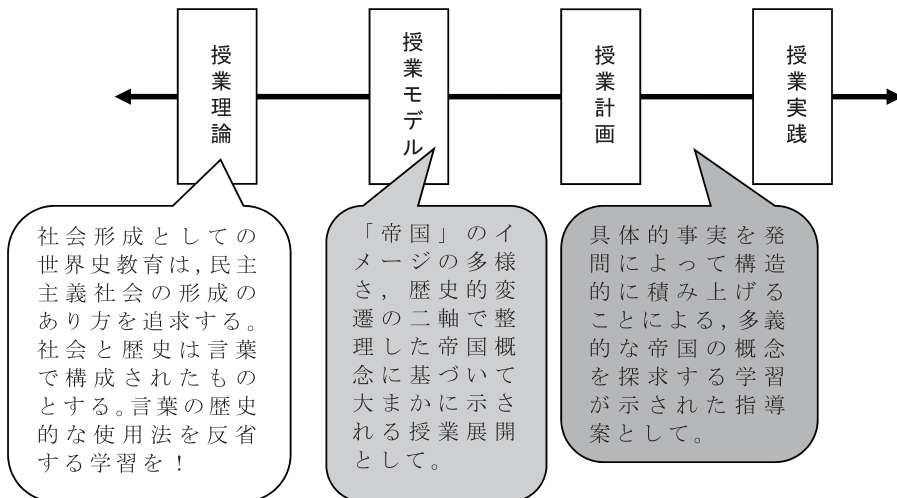 授業理論
授業モデル
授業計画
授業実践
社会形成としての
世界史教育は,民主
主義社会の形成の
あり方を追求する。
社会と歴史は言葉
で構成されたもの
とする。言葉の歴史
的な使用法を反省
する学習を！
「帝国」のイ
メージの多様
さ，歴史的変
遷の二軸で整
理した帝国概
念に基づいて
大まかに示さ
れる授業展開
として。
具体的事実を発
問によって構造
的に積み上げる
ことによる,多義
的な帝国の概念
を探求する学習
が示された指導
案として。